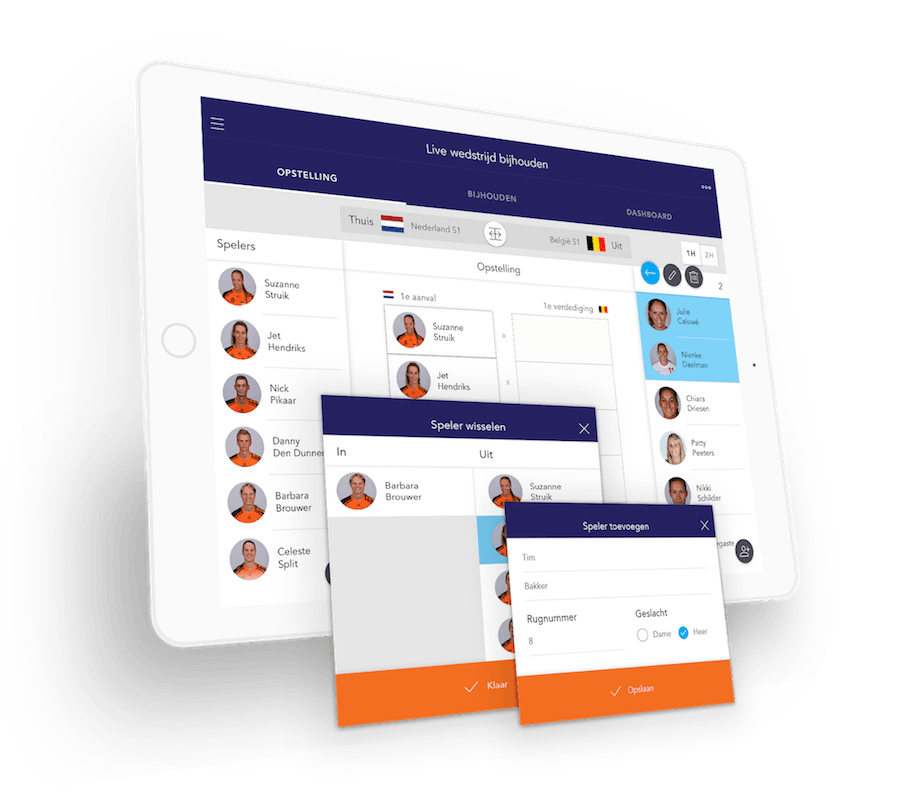 Live wedstrijd bijhouden
OPSTELLING
BIJHOUDEN
DASHBOARD
Thuis
Nederland S1
België S1
Uit
1H
2H
Spelers
Opstelling
2
Suzanne
Struik
Jet
Hendriks
Nick
Pikaar
Danny
Den Dunnen
Barbara
Brouwer
Celeste
Split
1e aanval
1e verdediging
Suzanne
Struik
x
Jet
Hendriks
x
Julie
Caluwé
Nienke
Daelman
Chiara
Driesen
Patty
Peeters
Nikki
Schilder
Speler wisselen
In
Uit
Barbara
Brouwer
Suzanne
Struik
Klaar
Speler toevoegen
Tim
Bakker
Rugnummer
8
Geslacht
Dame
Heer
Opslaan